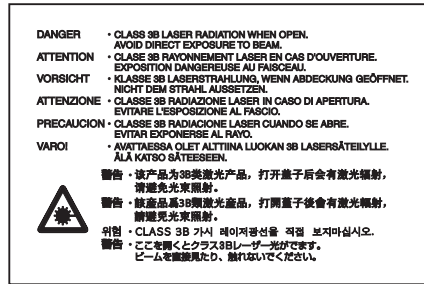 DANGER · CLASS 3B LASER RADIATION WHEN OPEN.
AVOID DIRECT EXPOSURE TO BEAM.
ATTENTION · CLASE 3B RAYONNEMENT LASER EN CAS D'OUVERTURE.
EXPOSITION DANGEREUSE AU FAISCEAU.
VORSICHT · KLASSE 3B LASERSTRAHLUNG, WENN ABDECKUNG GEÖFFNET.
NICHT DEM STRAHL AUSSETZEN.
ATTENZIONE · CLASSE 3B RADIAZIONE LASER IN CASO DI APERTURA.
EVITARE L'ESPOSIZIONE AL FASCIO.
PRECAUCION · CLASSE 3B RADIACIONE LASER CUANDO SE ABRE.
EVITAR EXPONERSE AL RAYO.
VARO! · AVATTAESSA OLET ALTTIINA LUOKAN 3B LASERSÄTEILYLLE.
ÄLÄ KATSO SÄTEESEEN.
警告 · 该产品为3B类激光产品，打开盖子后会有激光辐射，
请避免光束照射。
警告 · 該産品爲3B類激光産品，打開蓋子後會有激光輻射，
請避免光束照射。
위험 · CLASS 3B 가시 레이저광선을 직접 보지마십시오.
警告 · ここを開くとクラス3Bレーザー光がでます。
ビームを直接見たり、触れないでください。